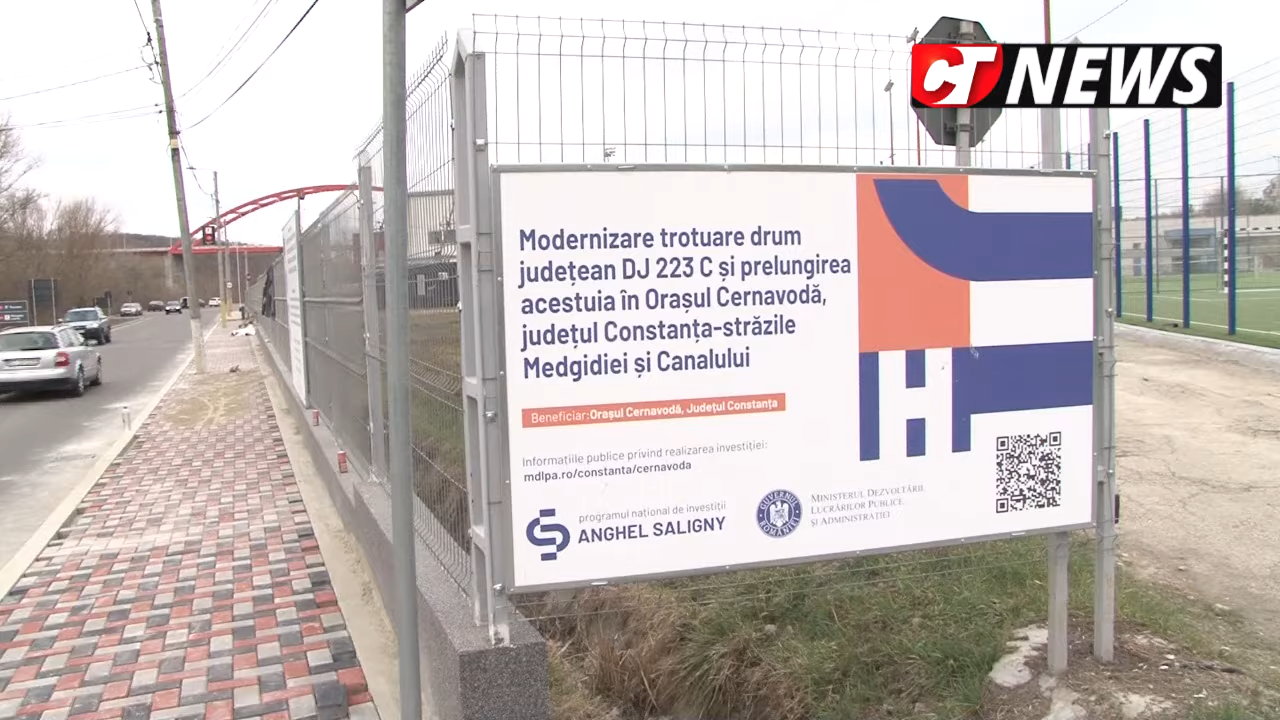 CT NEWS
Modernizare trotuare drum
județean DJ 223 C și prelungirea
acestuia în Orașul Cernavodă,
județul Constanța-străzile
Medgidiei și Canalului
Beneficiar: Orașul Cernavodă, Județul Constanța
Informațiile publice privind realizarea investiției:
mdlpa.ro/constanta/cernavoda
programul național de investiții
ANGHEL SALIGNY
GUVERNUL ROMÂNIEI
MINISTERUL DEZVOLTĂRII,
LUCRĂRILOR PUBLICE
ȘI ADMINISTRAȚIEI